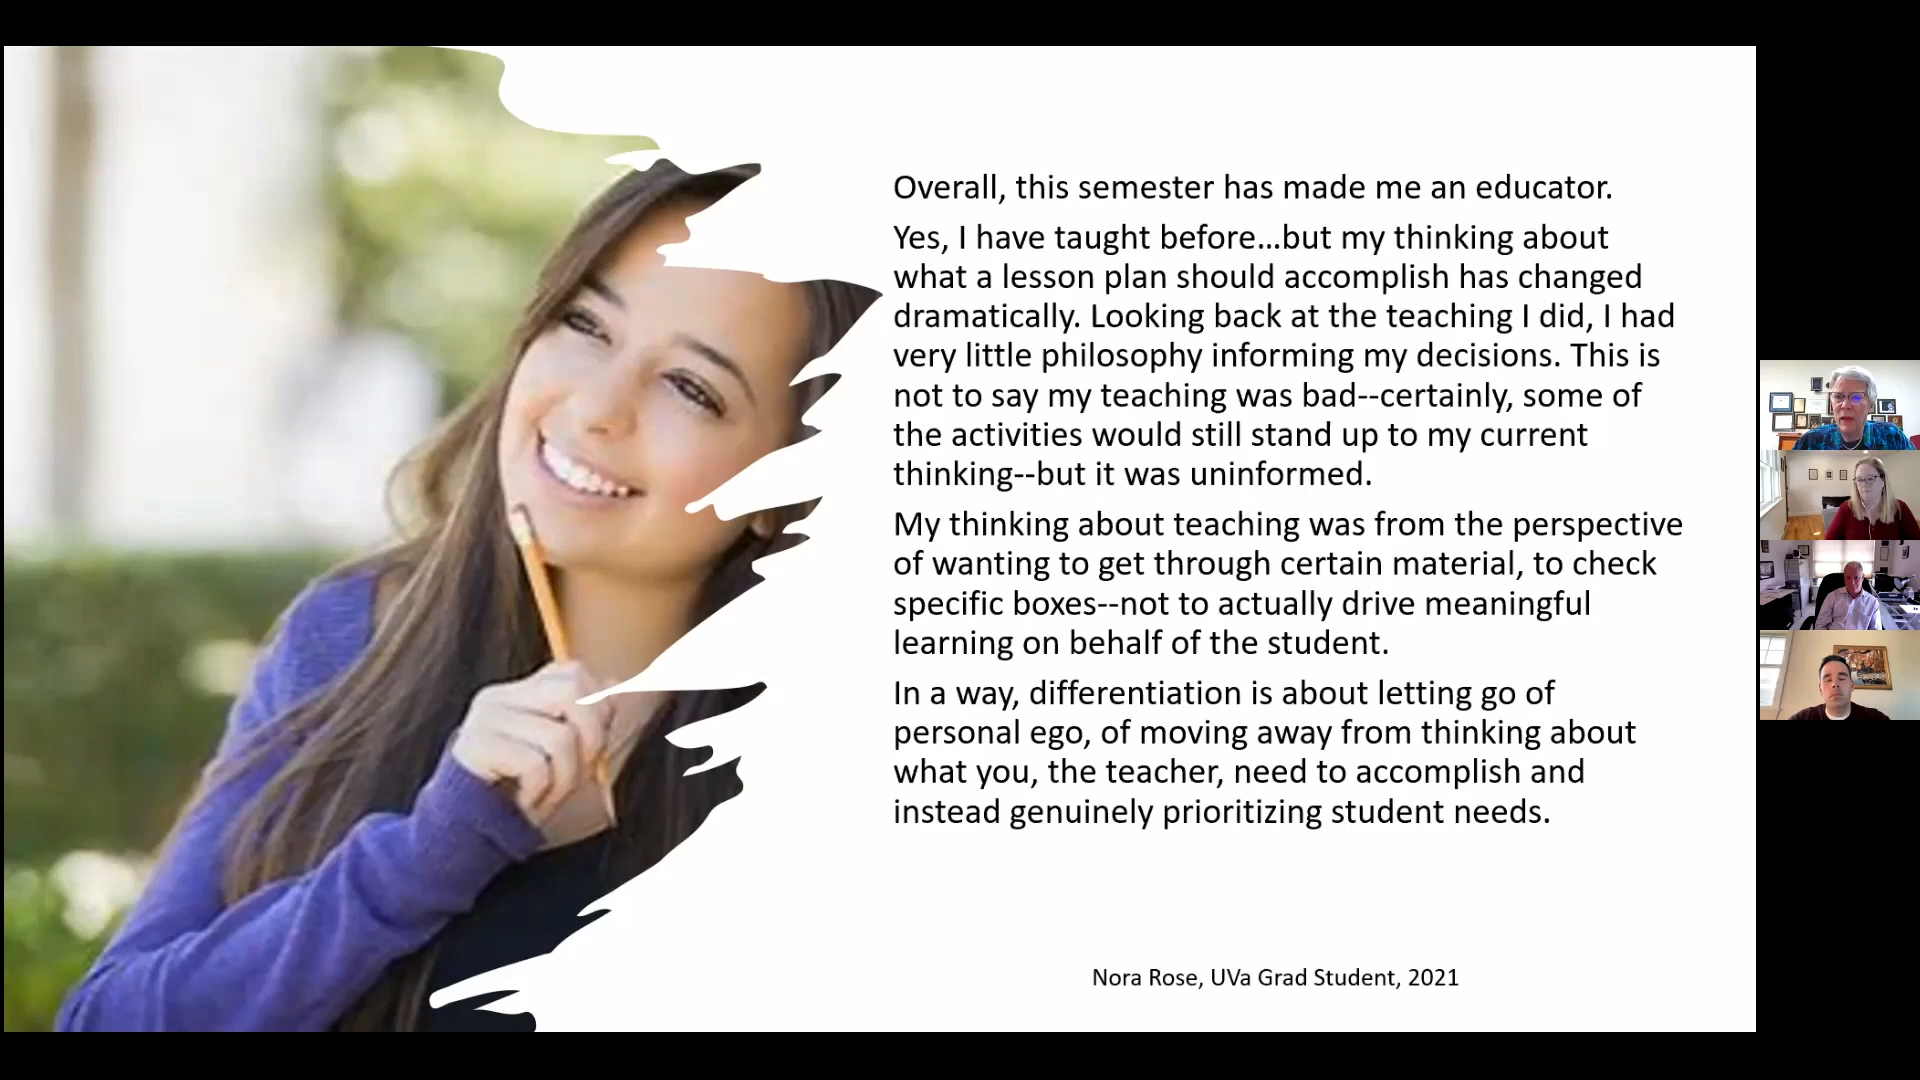 Overall, this semester has made me an educator.
Yes, I have taught before...but my thinking about
what a lesson plan should accomplish has changed
dramatically. Looking back at the teaching I did, I had
very little philosophy informing my decisions. This is
not to say my teaching was bad--certainly, some of
the activities would still stand up to my current
thinking--but it was uninformed.
My thinking about teaching was from the perspective
of wanting to get through certain material, to check
specific boxes--not to actually drive meaningful
learning on behalf of the student.
In a way, differentiation is about letting go of
personal ego, of moving away from thinking about
what you, the teacher, need to accomplish and
instead genuinely prioritizing student needs.
Nora Rose, UVa Grad Student, 2021